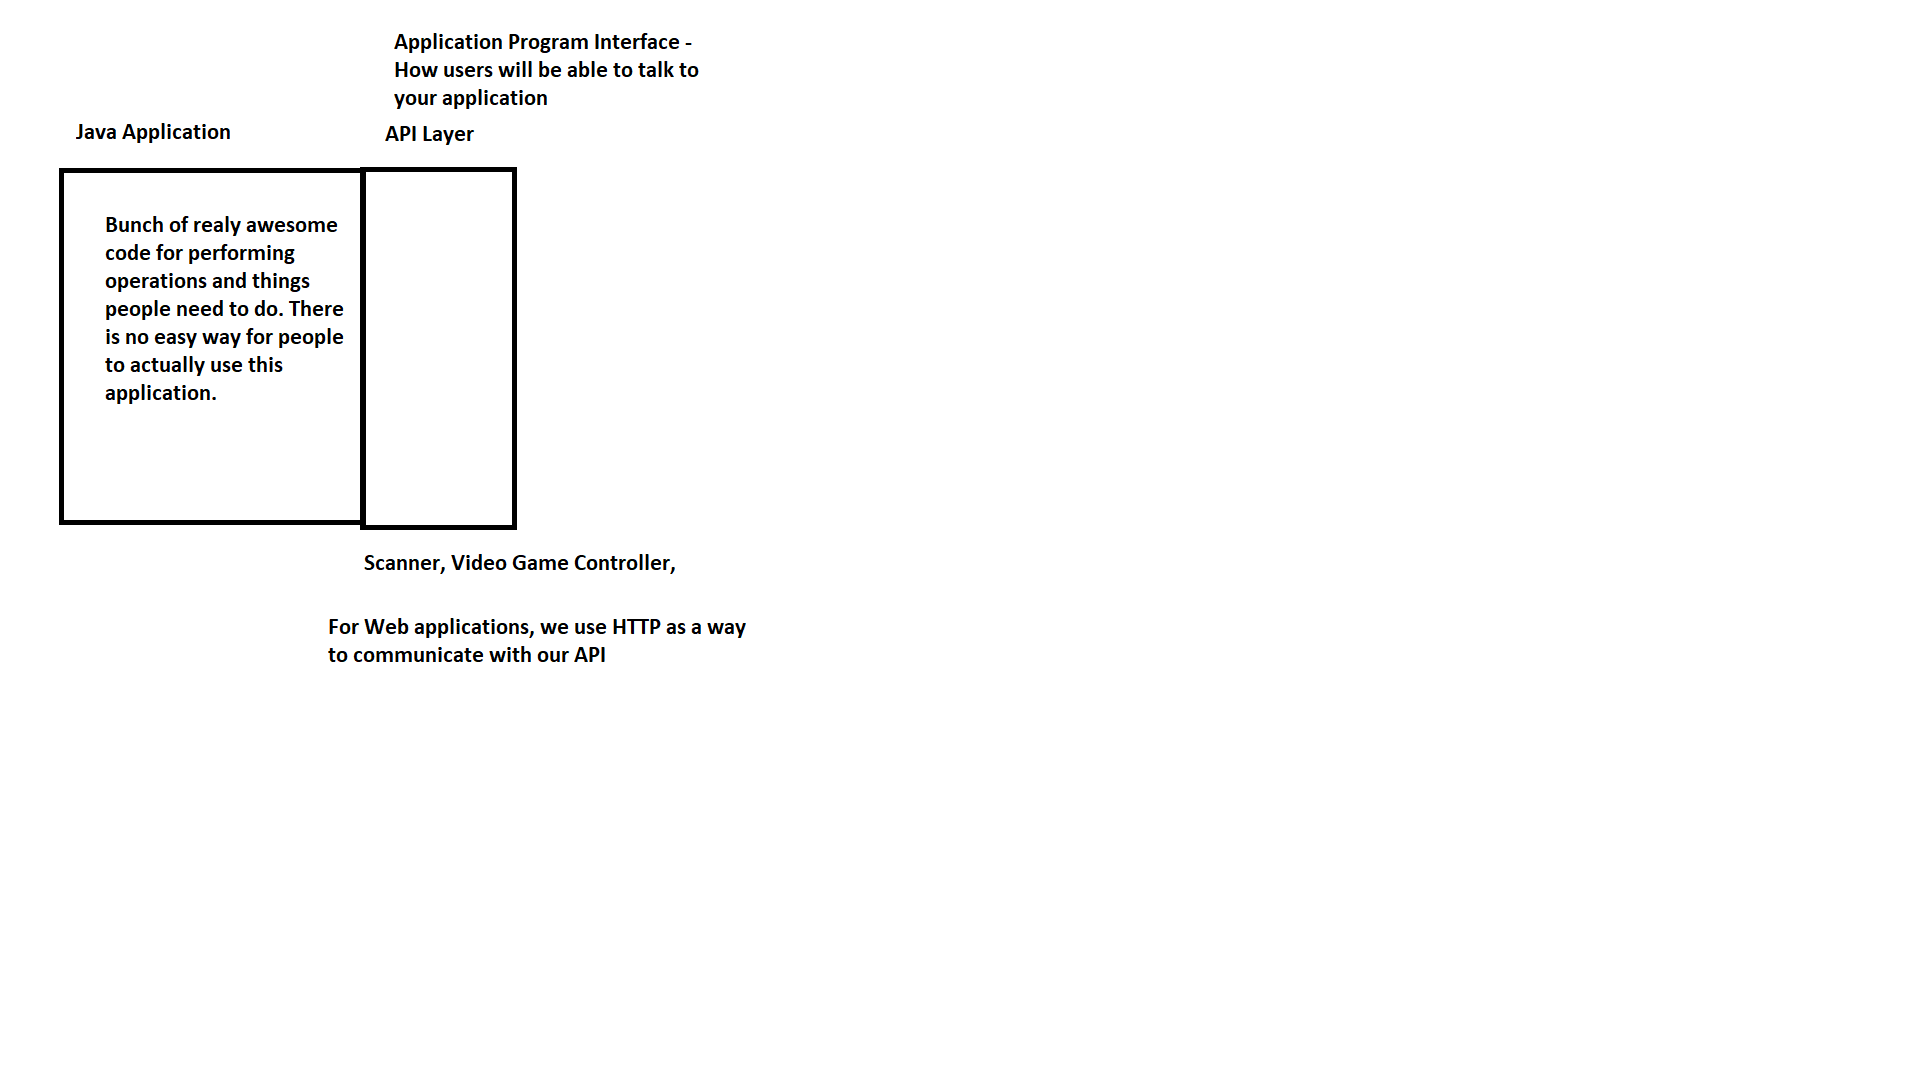 Application Program Interface -
How users will be able to talk to
your application
Java Application
API Layer
Bunch of realy awesome
code for performing
operations and things
people need to do. There
is no easy way for people
to actually use this
application.
Scanner, Video Game Controller,
For Web applications, we use HTTP as a way
to communicate with our API